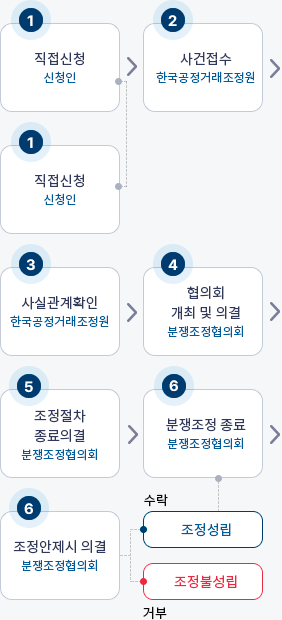 1
직접신청
신청인
2
사건접수
한국공정거래조정원
1
직접신청
신청인
3
사실관계확인
한국공정거래조정원
4
협의회
개최 및 의결
분쟁조정협의회
5
조정절차
종료의결
분쟁조정협의회
6
분쟁조정 종료
분쟁조정협의회
6
조정안제시 의결
분쟁조정협의회
수락
조정성립
조정불성립
거부